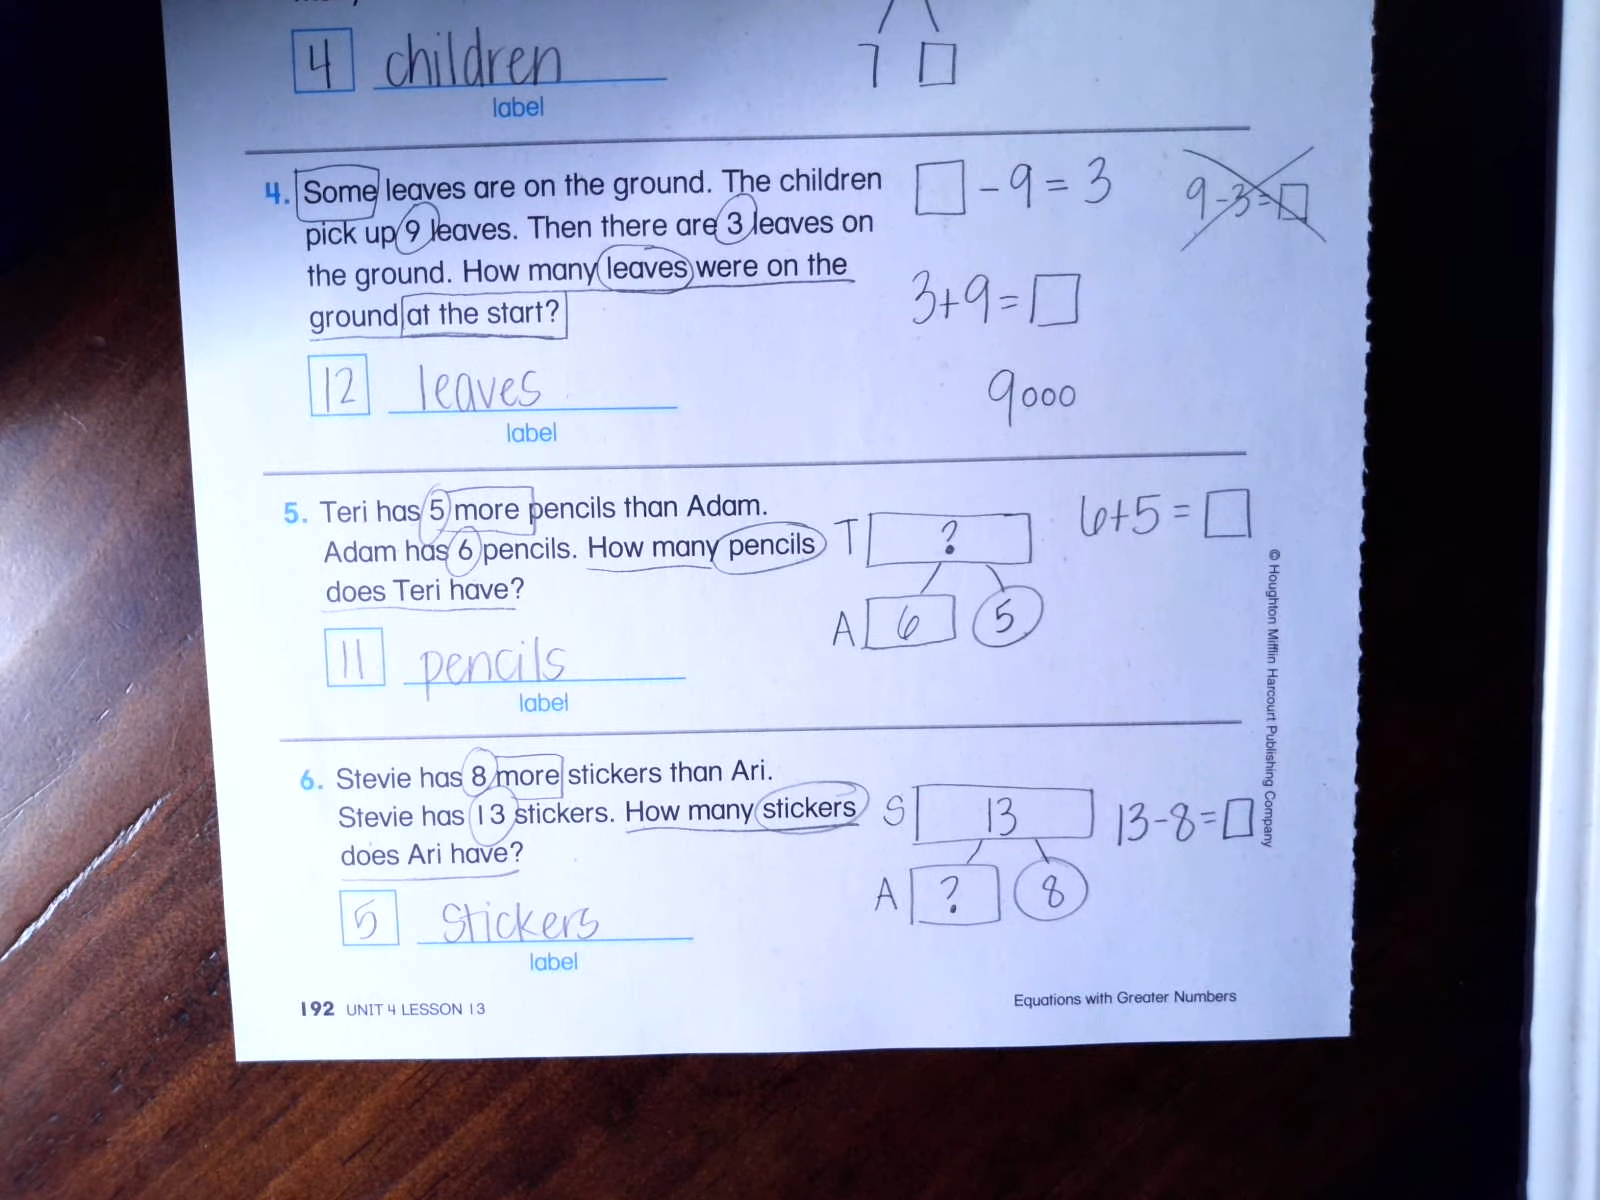 4 children
label
7
4. Some leaves are on the ground. The children
pick up 9 leaves. Then there are 3 leaves on
the ground. How many leaves were on the
ground at the start?
12 leaves
label
□ - 9 = 3
9 - 3 = □
3 + 9 = □
9ooo
5. Teri has 5 more pencils than Adam.
Adam has 6 pencils. How many pencils
does Teri have?
11 pencils
label
T ?
A 6 5
6 + 5 = □
6. Stevie has 8 more stickers than Ari.
Stevie has 13 stickers. How many stickers
does Ari have?
5 stickers
label
S 13
A ? 8
13 - 8 = □
© Houghton Mifflin Harcourt Publishing Company
192 UNIT 4 LESSON 13
Equations with Greater Numbers